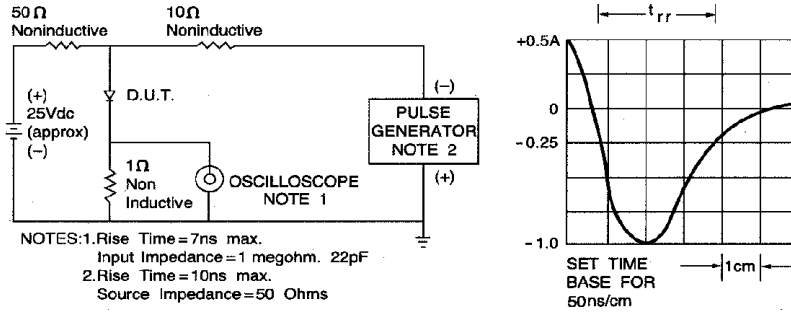 50Ω
Noninductive
10Ω
Noninductive
(+)
25Vdc
(approx)
(−)
D.U.T.
1Ω
Non
Inductive
OSCILLOSCOPE
NOTE 1
(−)
PULSE
GENERATOR
NOTE 2
(+)
NOTES:1.Rise Time=7ns max.
Input Impedance=1 megohm. 22pF
2.Rise Time=10ns max.
Source Impedance=50 Ohms
trr
+0.5A
0
-0.25
-1.0
SET TIME
BASE FOR
50ns/cm
1cm